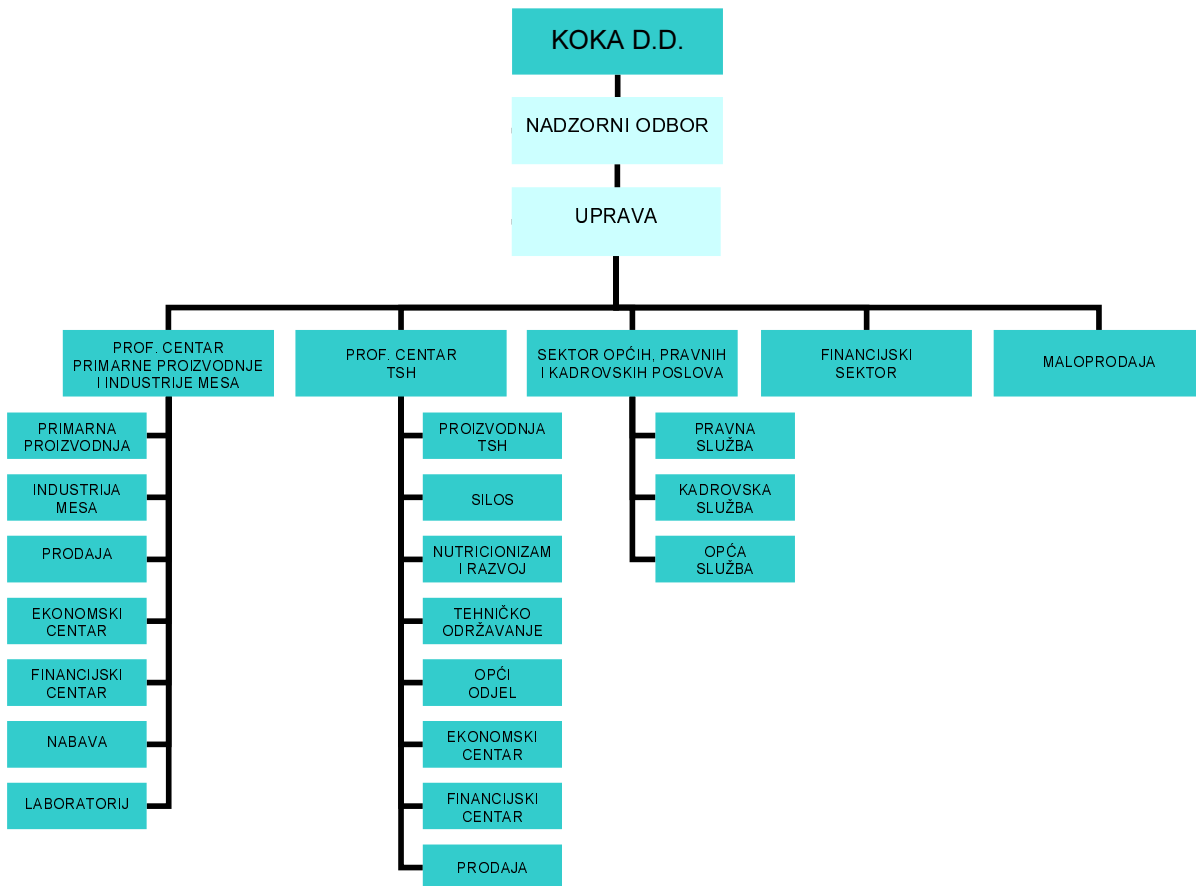 KOKA D.D.
NADZORNI ODBOR
UPRAVA
PROF. CENTAR
PRIMARNE PROIZVODNJE
I INDUSTRIJE MESA
PROF. CENTAR
TSH
SEKTOR OPĆIH, PRAVNIH
I KADROVSKIH POSLOVA
FINANCIJSKI
SEKTOR
MALOPRODAJA
PRIMARNA
PROIZVODNJA
INDUSTRIJA
MESA
PRODAJA
EKONOMSKI
CENTAR
FINANCIJSKI
CENTAR
NABAVA
LABORATORIJ
PROIZVODNJA
TSH
SILOS
NUTRICIONIZAM
I RAZVOJ
TEHNIČKO
ODRŽAVANJE
OPĆI
ODJEL
EKONOMSKI
CENTAR
FINANCIJSKI
CENTAR
PRODAJA
PRAVNA
SLUŽBA
KADROVSKA
SLUŽBA
OPĆA
SLUŽBA